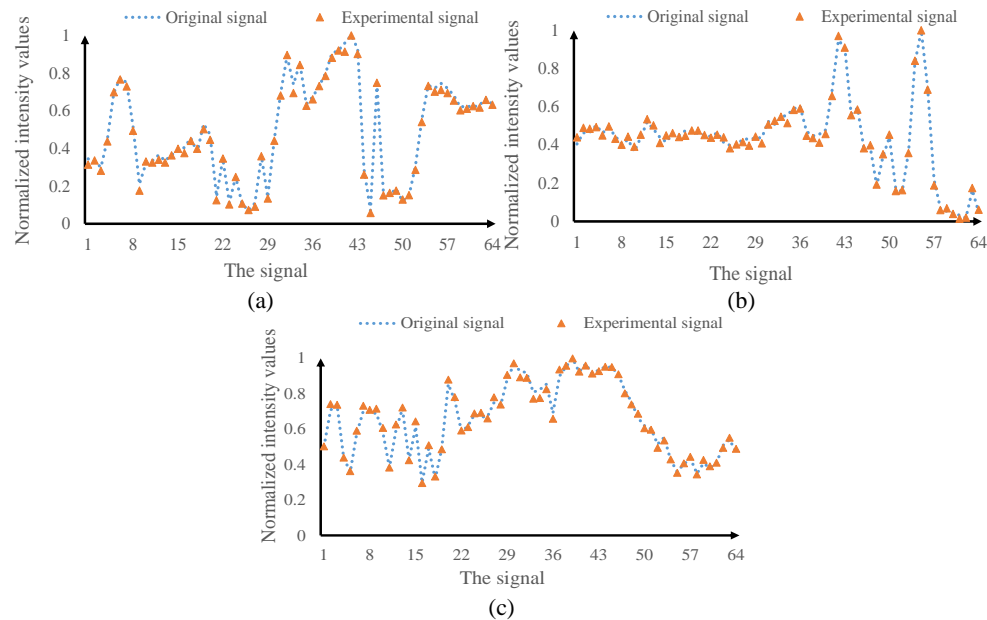 Original signal Experimental signal
Normalized intensity values
1
0.8
0.6
0.4
0.2
0
1 8 15 22 29 36 43 50 57 64
The signal
(a)
Original signal Experimental signal
Normalized intensity values
1
0.8
0.6
0.4
0.2
0
1 8 15 22 29 36 43 50 57 64
The signal
(b)
Original signal Experimental signal
Normalized intensity values
1
0.8
0.6
0.4
0.2
0
1 8 15 22 29 36 43 50 57 64
The signal
(c)